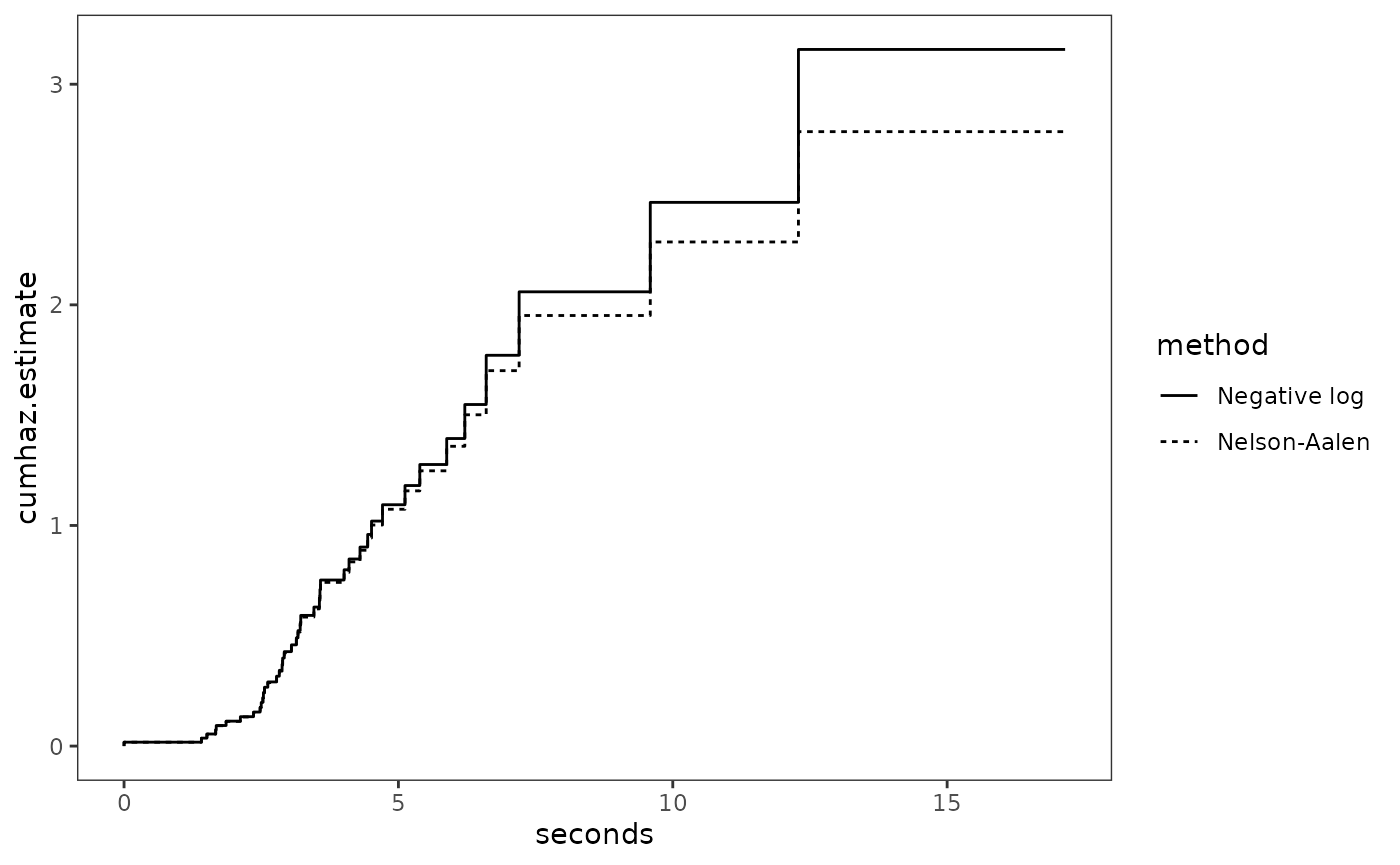 3
2
1
0
cumhaz.estimate
0 5 10 15
seconds
method
Negative log
Nelson-Aalen